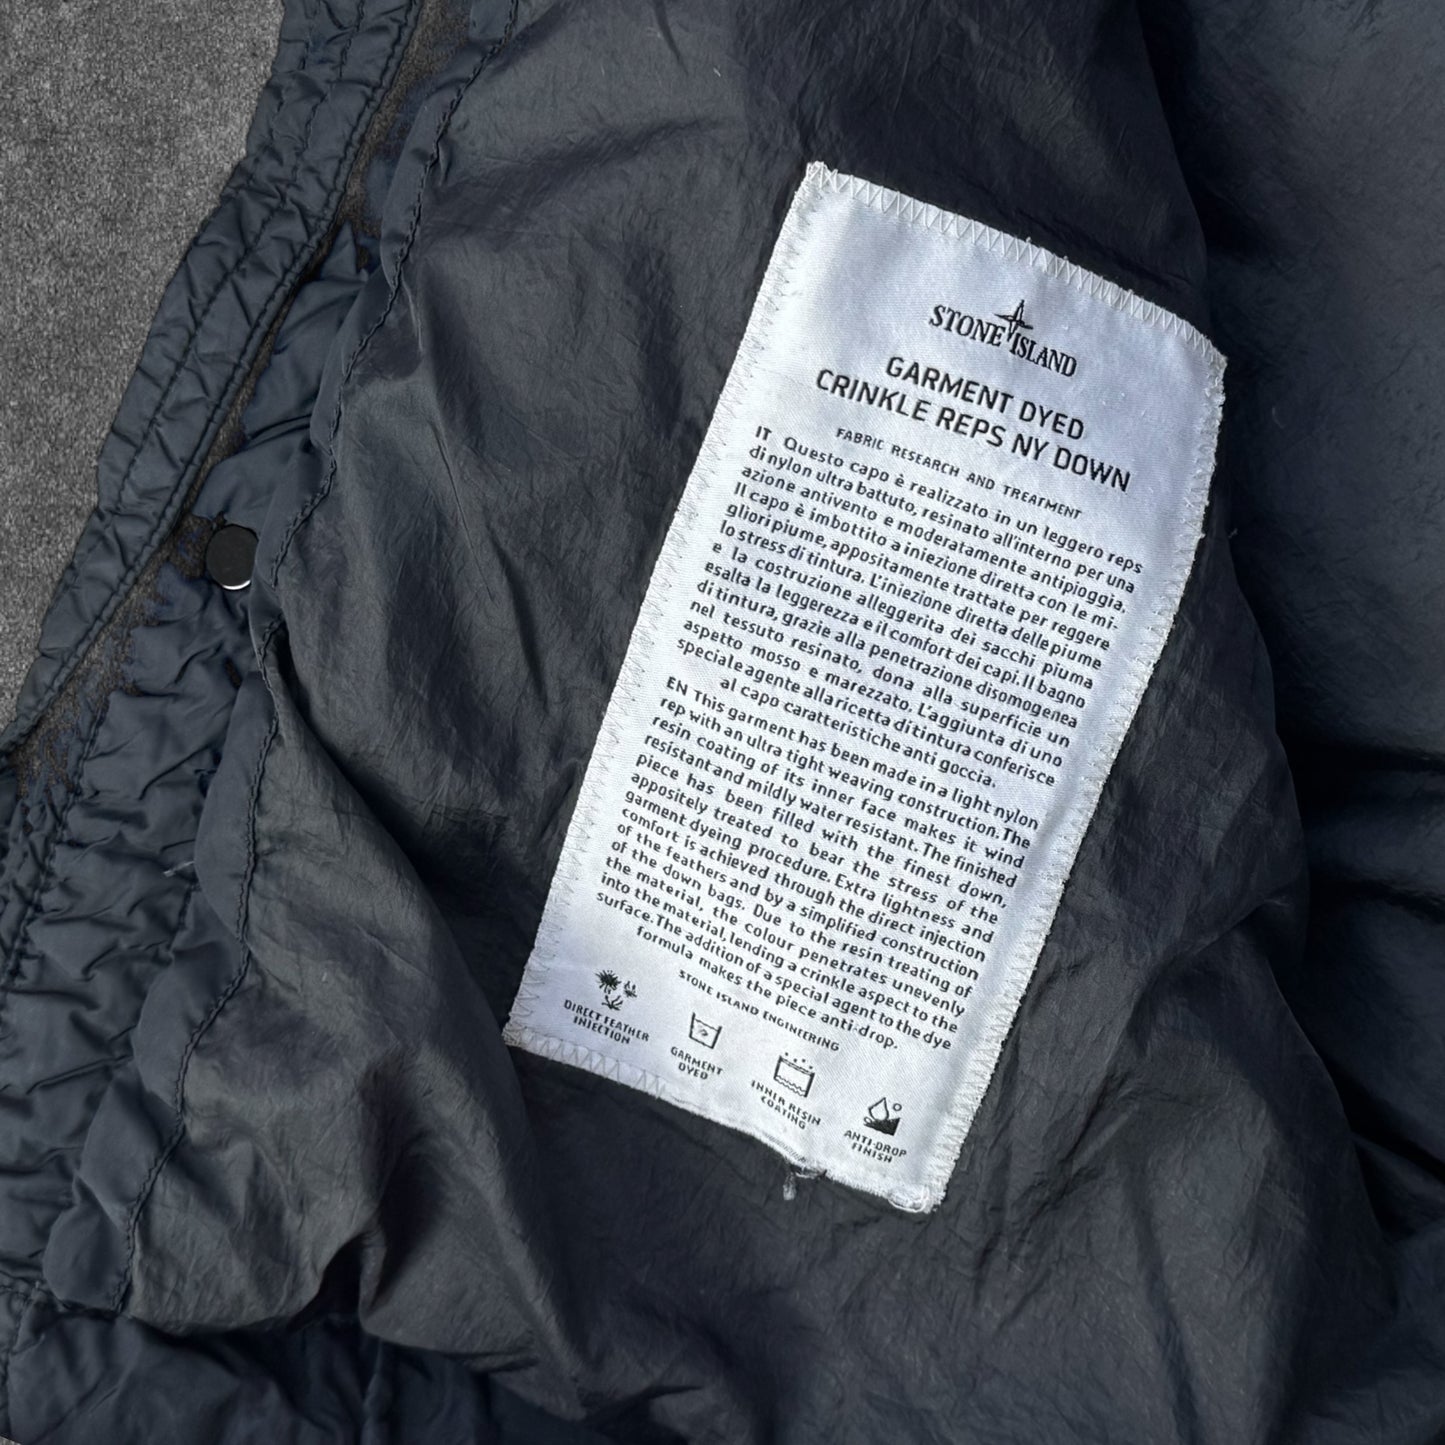 STONE ISLAND
GARMENT DYED
CRINKLE REPS NY DOWN
FABRIC RESEARCH AND TREATMENT
IT Questo capo è realizzato in un leggero reps
di nylon ultra battuto, resinato all'interno per una
azione antivento e moderatamente antipioggia.
Il capo è imbottito a iniezione diretta con le mi-
gliori piume, appositamente trattate per reggere
lo stress di tintura. L'iniezione diretta delle piume
e la costruzione alleggerita dei sacchi piuma
esalta la leggerezza e il comfort dei capi. Il bagno
di tintura, grazie alla penetrazione disomogenea
nel tessuto resinato, dona alla superficie un
aspetto mosso e marezzato. L'aggiunta di uno
speciale agente alla ricetta di tintura conferisce
al capo caratteristiche anti goccia.
EN This garment has been made in a light nylon
rep with an ultra tight weaving construction. The
resin coating of its inner face makes it wind
resistant and mildly water resistant. The finished
piece has been filled with the finest down,
appositely treated to bear the stress of the
garment dyeing procedure. Extra lightness and
comfort is achieved through the direct injection
of the feathers and by a simplified construction
of the down bags. Due to the resin treating of
the material, the colour penetrates unevenly
into the material, lending a crinkle aspect to the
surface. The addition of a special agent to the dye
formula makes the piece anti-drop.
STONE ISLAND ENGINEERING
DIRECT FEATHER
INJECTION
GARMENT
DYED
INNER RESIN
COATING
ANTI-DROP
FINISH